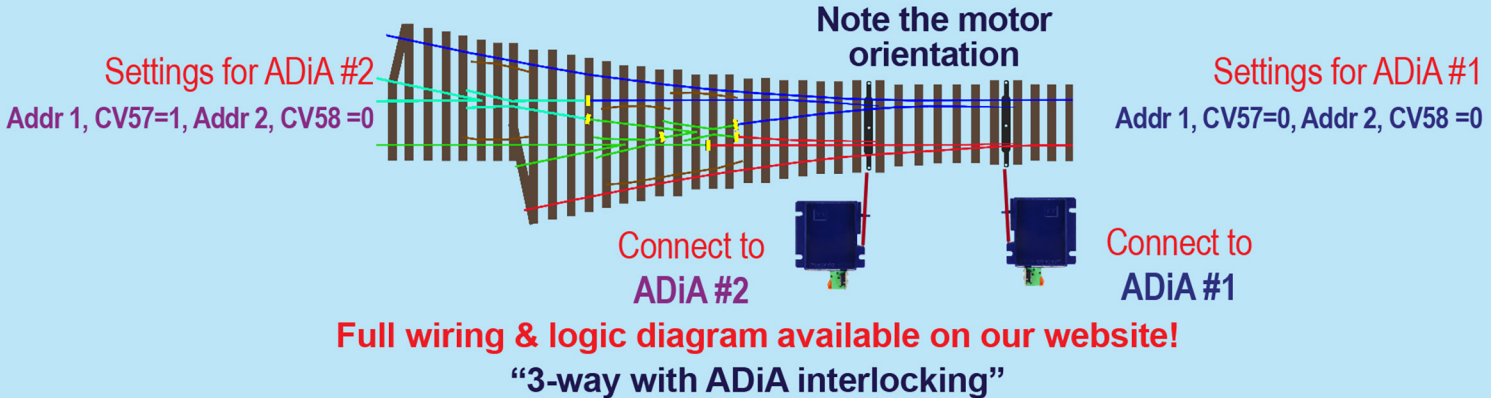 Note the motor
orientation
Settings for ADiA #2
Addr 1, CV57=1, Addr 2, CV58 =0
Settings for ADiA #1
Addr 1, CV57=0, Addr 2, CV58 =0
Connect to
ADiA #2
Connect to
ADiA #1
Full wiring & logic diagram available on our website!
“3-way with ADiA interlocking”